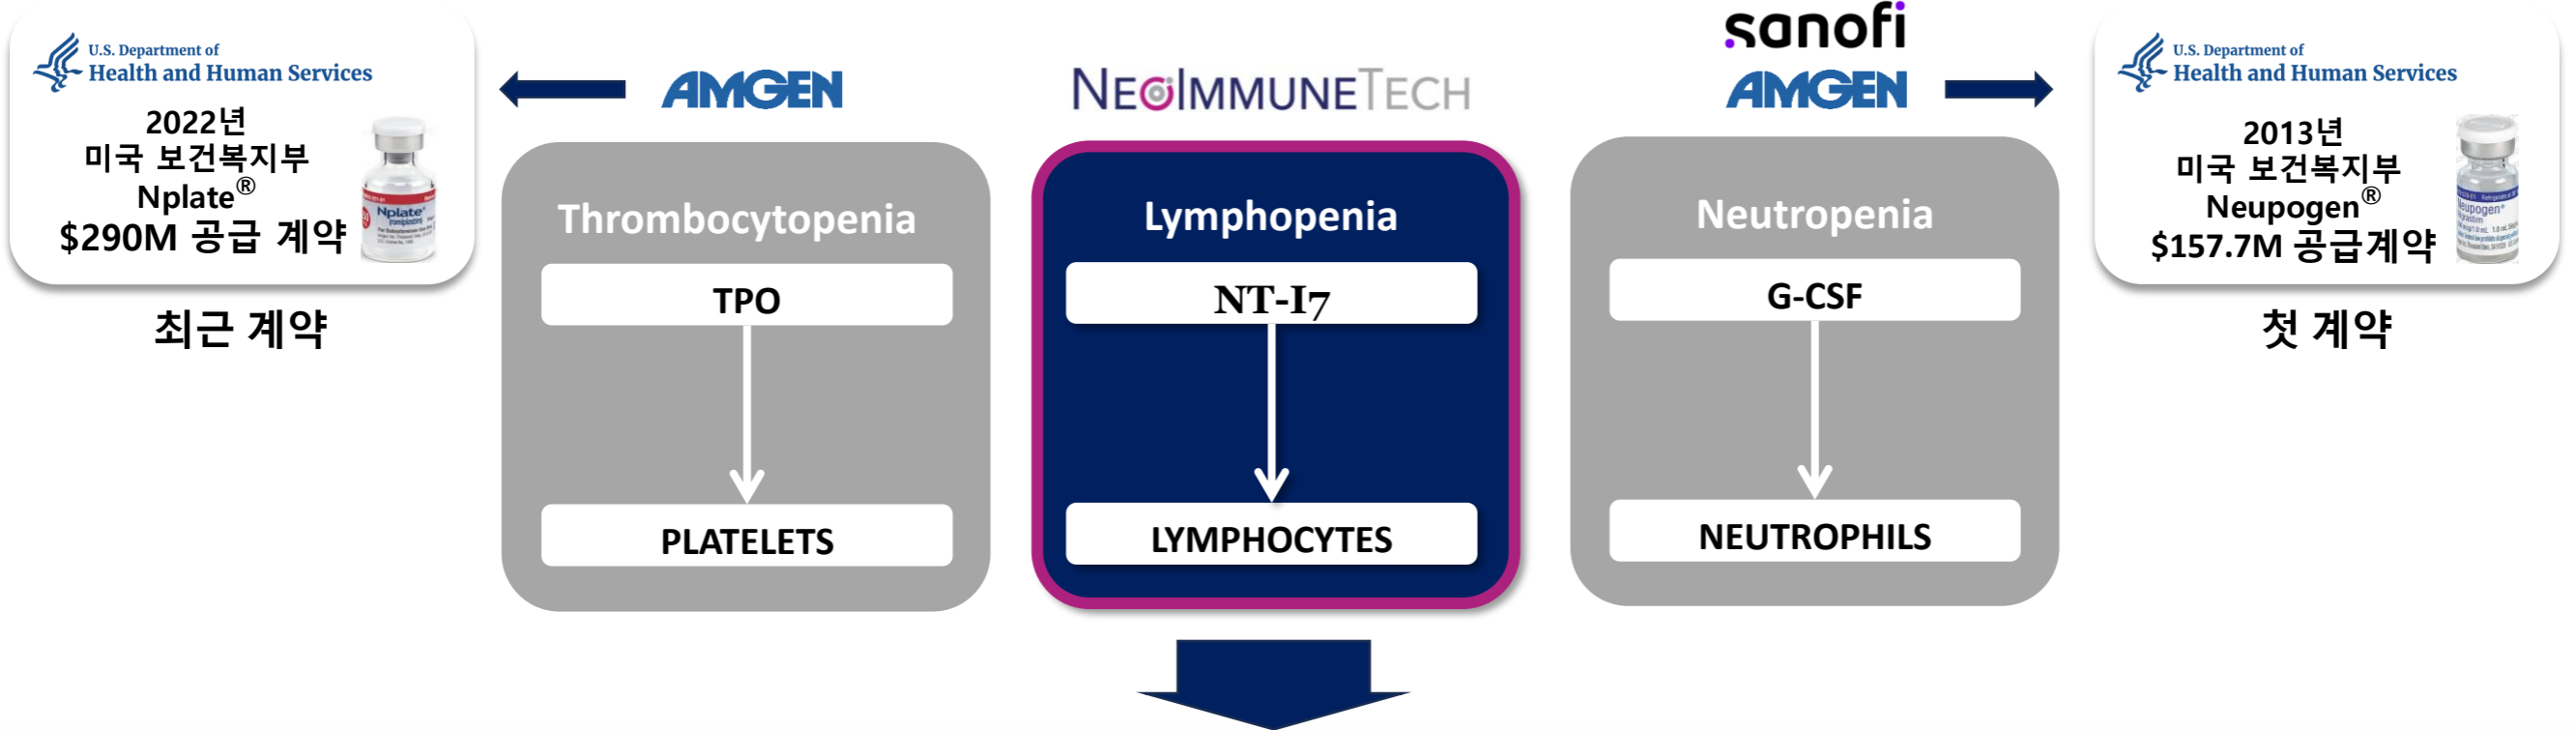 U.S. Department of
Health and Human Services
2022년
미국 보건복지부
Nplate®
$290M 공급 계약
Nplate®
최근 계약
AMGEN
Thrombocytopenia
TPO
PLATELETS
NEOIMMUNETECH
Lymphopenia
NT-I7
LYMPHOCYTES
sanofi
AMGEN
Neutropenia
G-CSF
NEUTROPHILS
U.S. Department of
Health and Human Services
2013년
미국 보건복지부
Neupogen®
$157.7M 공급계약
Neupogen®
첫 계약